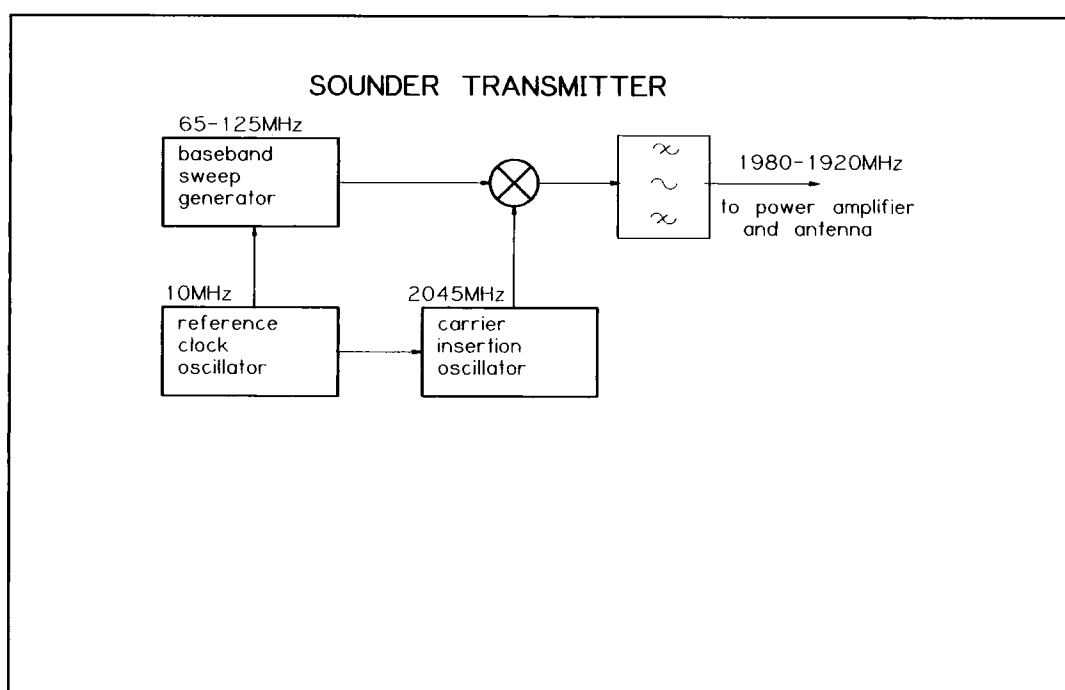 SOUNDER TRANSMITTER
65-125MHz
baseband
sweep
generator
1980-1920MHz
to power amplifier
and antenna
10MHz
reference
clock
oscillator
2045MHz
carrier
insertion
oscillator